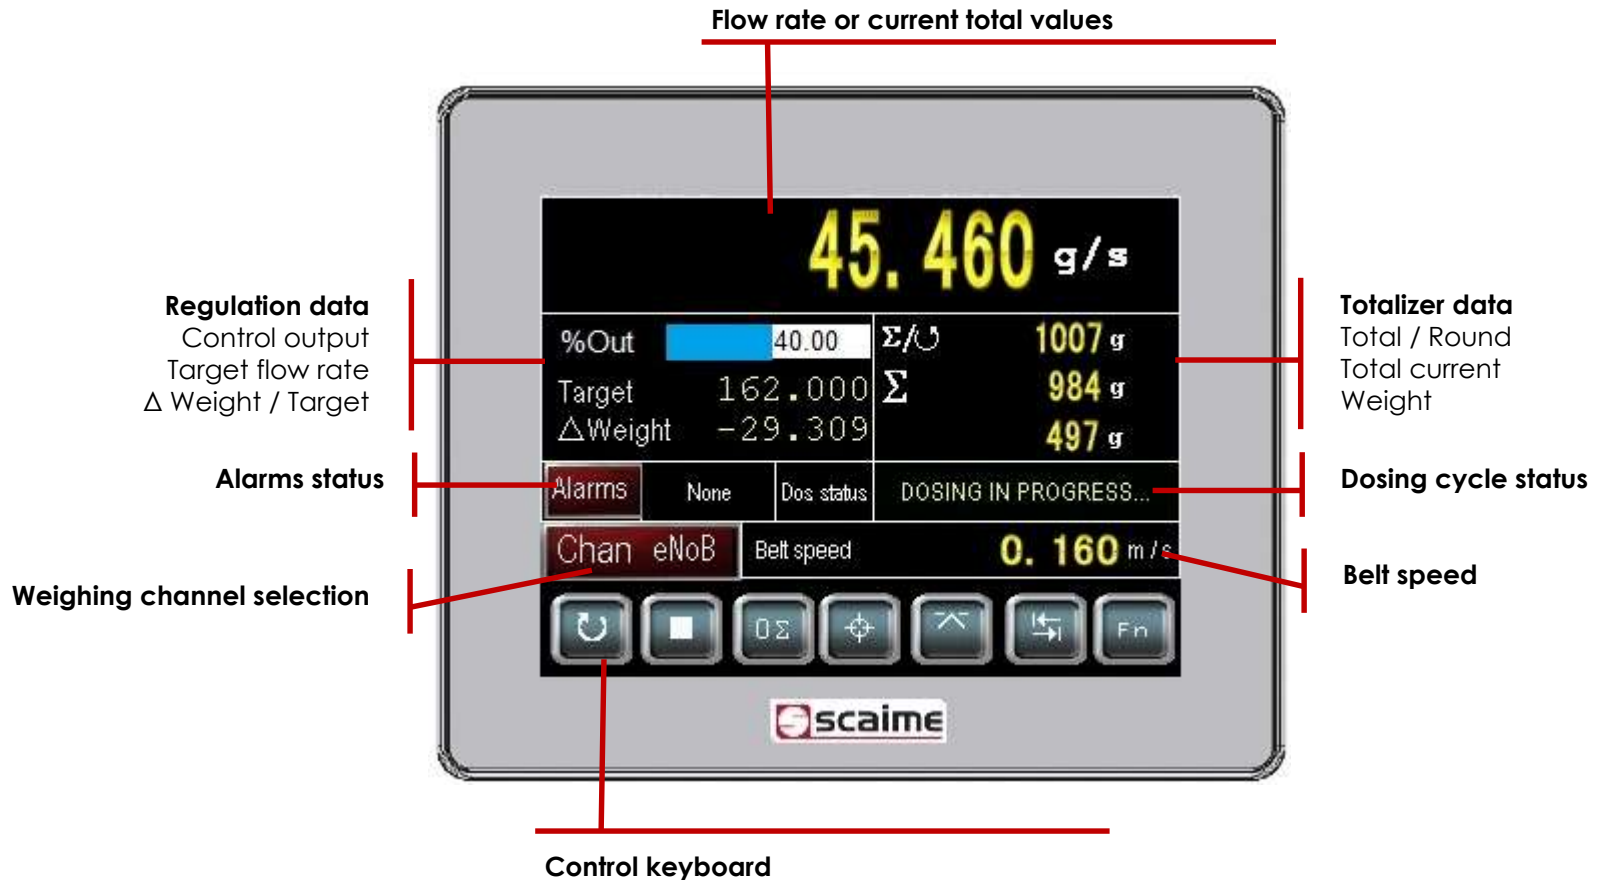 Flow rate or current total values
45.460 g/s
Regulation data
Control output
Target flow rate
Δ Weight / Target
%Out 40.00
Target 162.000
△Weight -29.309
Σ/↺ 1007 g
Σ 984 g
497 g
Totalizer data
Total / Round
Total current
Weight
Alarms status
Alarms None Dos status DOSING IN PROGRESS...
Dosing cycle status
Chan eNoB Belt speed 0.160 m/s
Belt speed
Weighing channel selection
0Σ Fn
scaime
Control keyboard